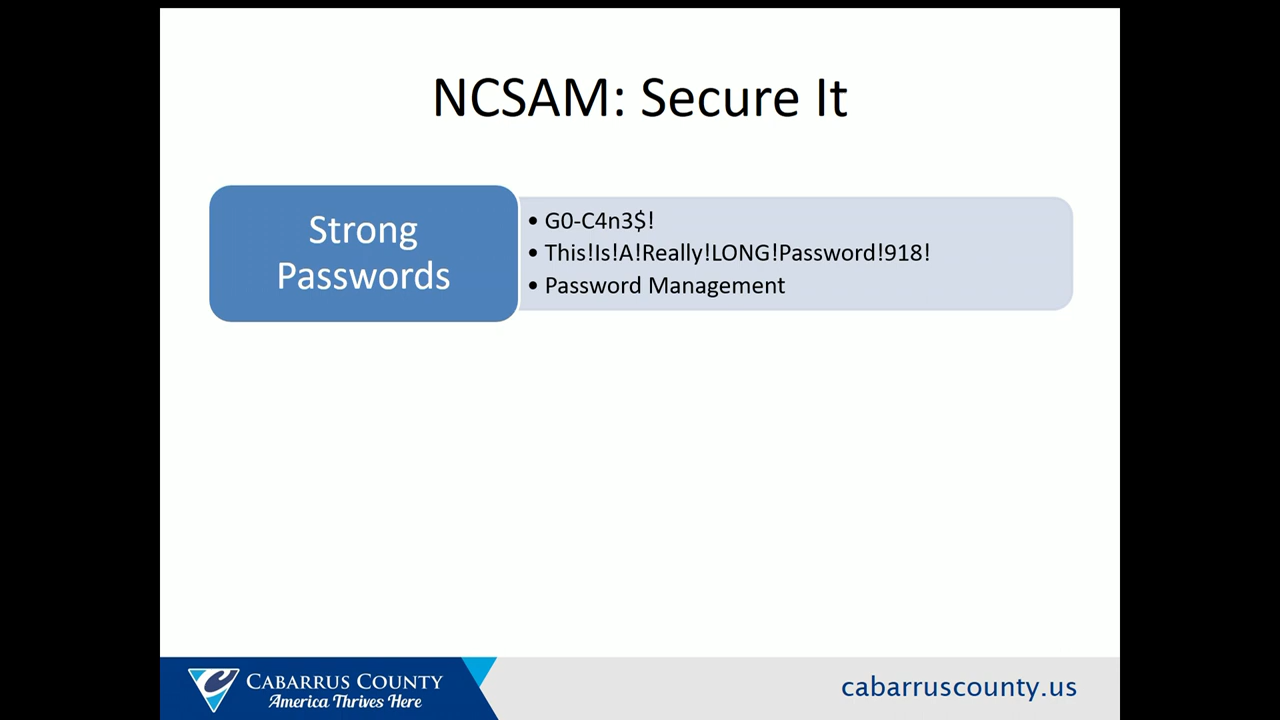 NCSAM: Secure It
Strong
Passwords
• G0-C4n3$!
• This!Is!A!Really!LONG!Password!918!
• Password Management
CABARRUS COUNTY
America Thrives Here
cabarruscounty.us